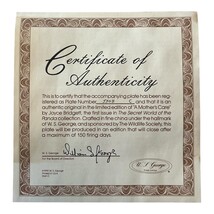 Certificate of
Authenticity
This is to certify that the accompanying plate has been reg-
istered as Plate Number C and that it is an
authentic original in the limited edition of "A Mother's Care"
by Joyce Bridgett, the first issue in The Secret World of the
Panda collection. Crafted in fine china under the hallmark
of W. S. George, and sponsored by The Wildlife Society, this
plate will be produced in an edition that will close after
a maximum of 150 firing days.
W. S. George